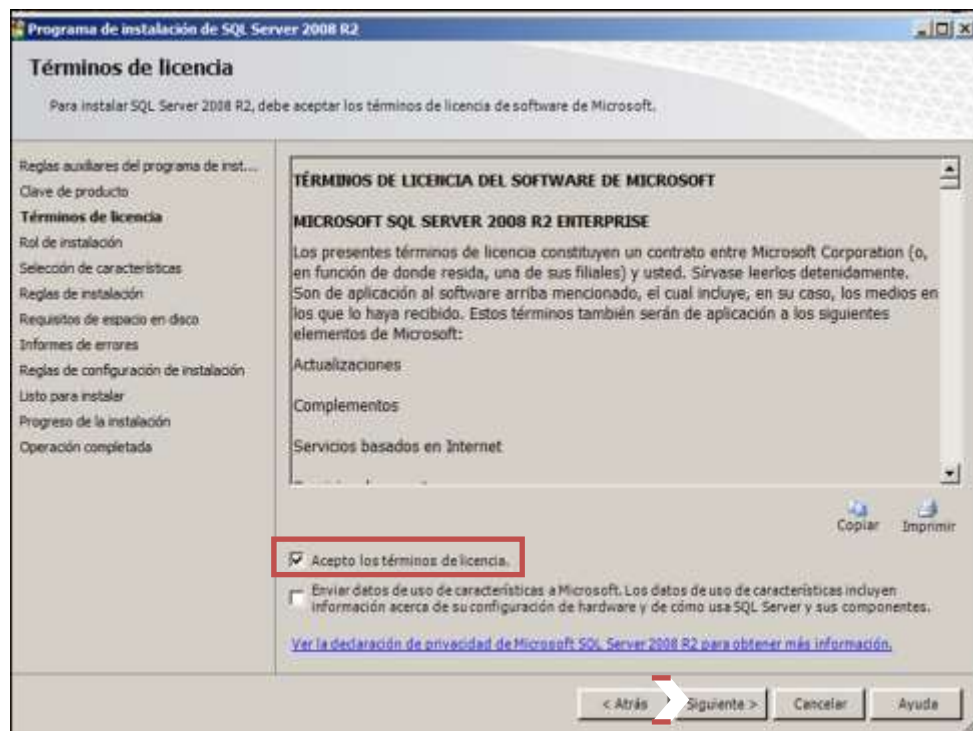 Programa de instalación de SQL Server 2008 R2
Términos de licencia
Para instalar SQL Server 2008 R2, debe aceptar los términos de licencia de software de Microsoft.
Reglas auxiliares del programa de inst...
Clave de producto
Términos de licencia
Rol de instalación
Selección de características
Reglas de instalación
Requisitos de espacio en disco
Informes de errores
Reglas de configuración de instalación
Listo para instalar
Progreso de la instalación
Operación completada
TÉRMINOS DE LICENCIA DEL SOFTWARE DE MICROSOFT
MICROSOFT SQL SERVER 2008 R2 ENTERPRISE
Los presentes términos de licencia constituyen un contrato entre Microsoft Corporation (o,
en función de donde resida, una de sus filiales) y usted. Sírvase leerlos detenidamente.
Son de aplicación al software arriba mencionado, el cual incluye, en su caso, los medios en
los que lo haya recibido. Estos términos también serán de aplicación a los siguientes
elementos de Microsoft:
Actualizaciones
Complementos
Servicios basados en Internet
Copiar Imprimir
Acepto los términos de licencia.
Enviar datos de uso de características a Microsoft. Los datos de uso de características incluyen
información acerca de su configuración de hardware y de cómo usa SQL Server y sus componentes.
Ver la declaración de privacidad de Microsoft SQL Server 2008 R2 para obtener más información.
< Atrás Siguiente > Cancelar Ayuda